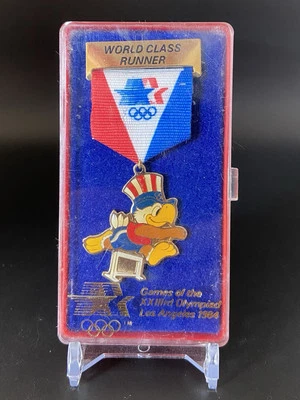 WORLD CLASS
RUNNER
Games of the
XXIIIrd Olympiad
Los Angeles 1984